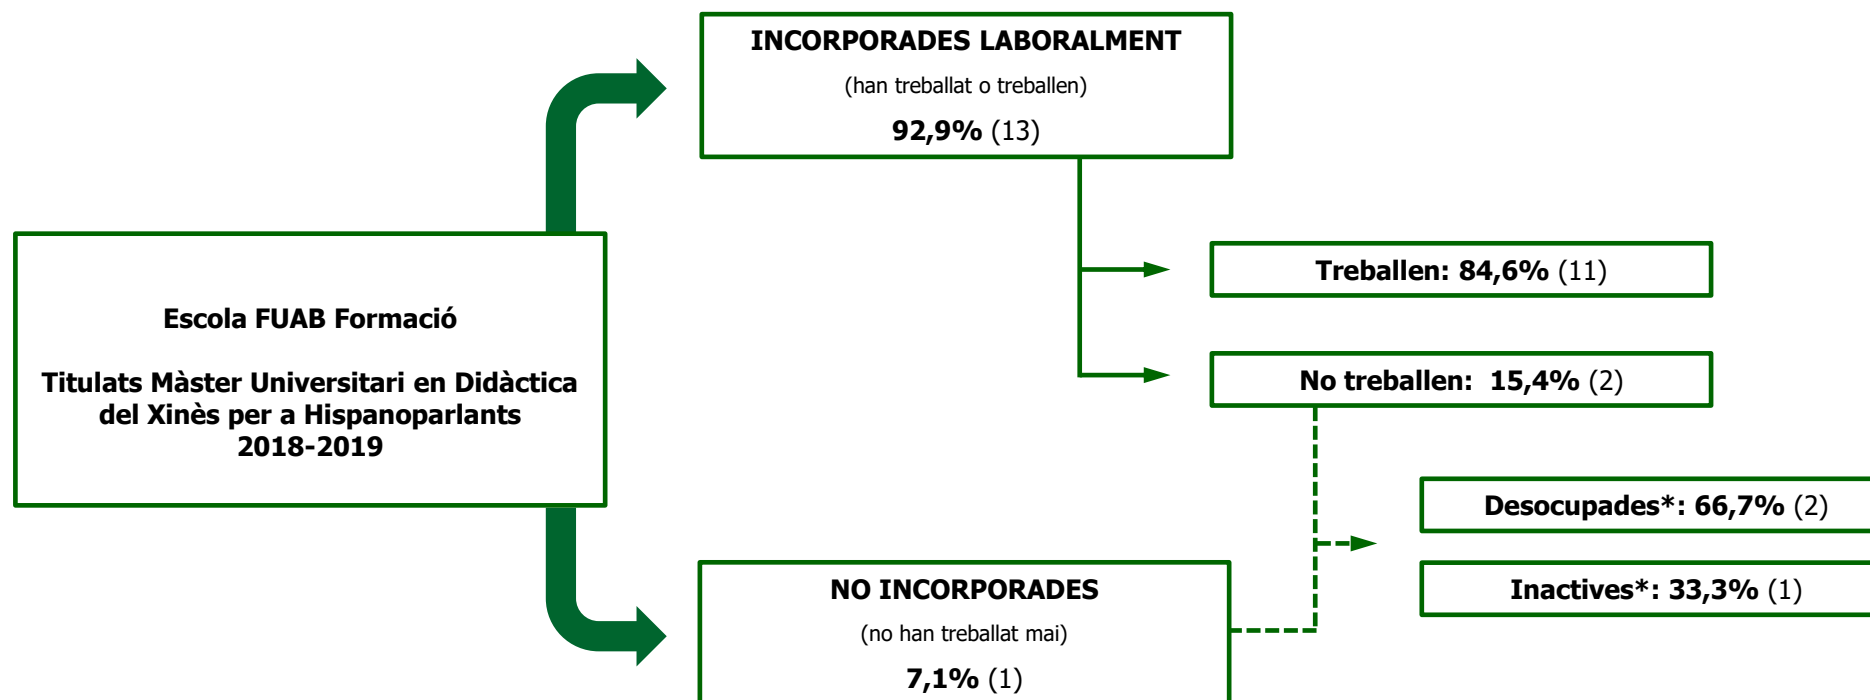 INCORPORADES LABORALMENT
(han treballat o treballen)
92,9% (13)
Treballen: 84,6% (11)
Escola FUAB Formació
Titulats Màster Universitari en Didàctica
del Xinès per a Hispanoparlants
2018-2019
No treballen: 15,4% (2)
Desocupades*: 66,7% (2)
Inactives*: 33,3% (1)
NO INCORPORADES
(no han treballat mai)
7,1% (1)